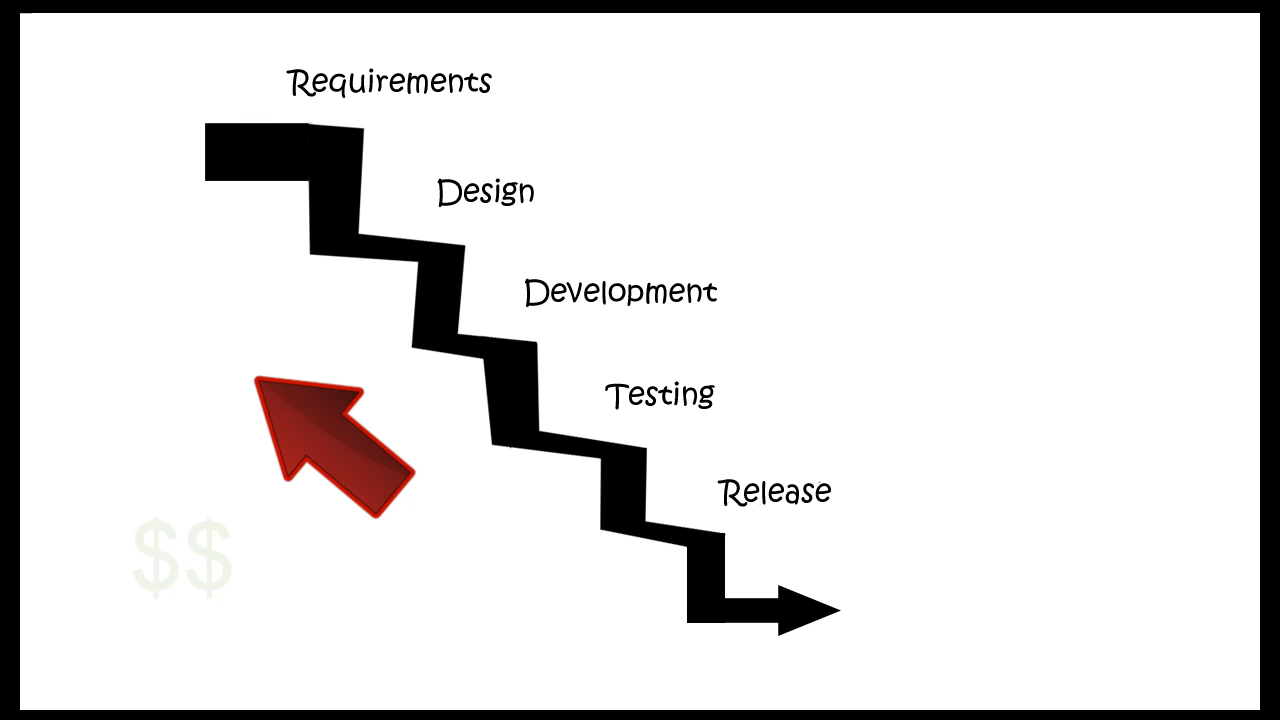 Requirements
Design
Development
Testing
Release
$$